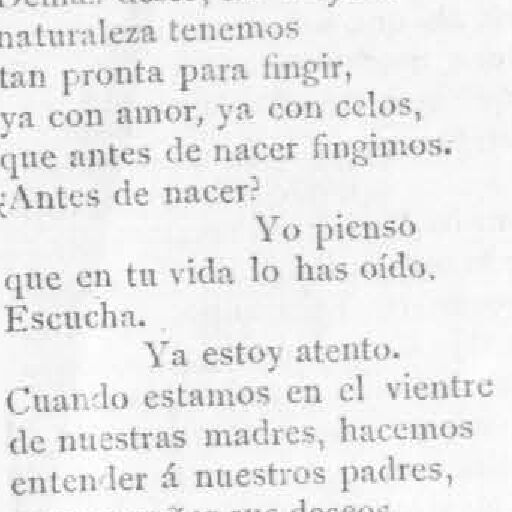 naturaleza tenemos
tan pronta para fingir,
ya con amor, ya con celos,
que antes de nacer fingimos.
¿Antes de nacer?
Yo pienso
que en tu vida lo has oído.
Escucha.
Ya estoy atento.
Cuando estamos en el vientre
de nuestras madres, hacemos
entender á nuestros padres,
sus deseos